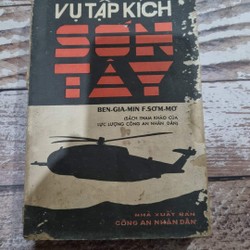 VỤ TẬP KÍCH
SƠN
TÂY
BEN-GIA-MIN F.SƠM-MƠ
(SÁCH THAM KHẢO CỦA
LỰC LƯỢNG CÔNG AN NHÂN DÂN)
NHÀ XUẤT BẢN
CÔNG AN NHÂN DÂN